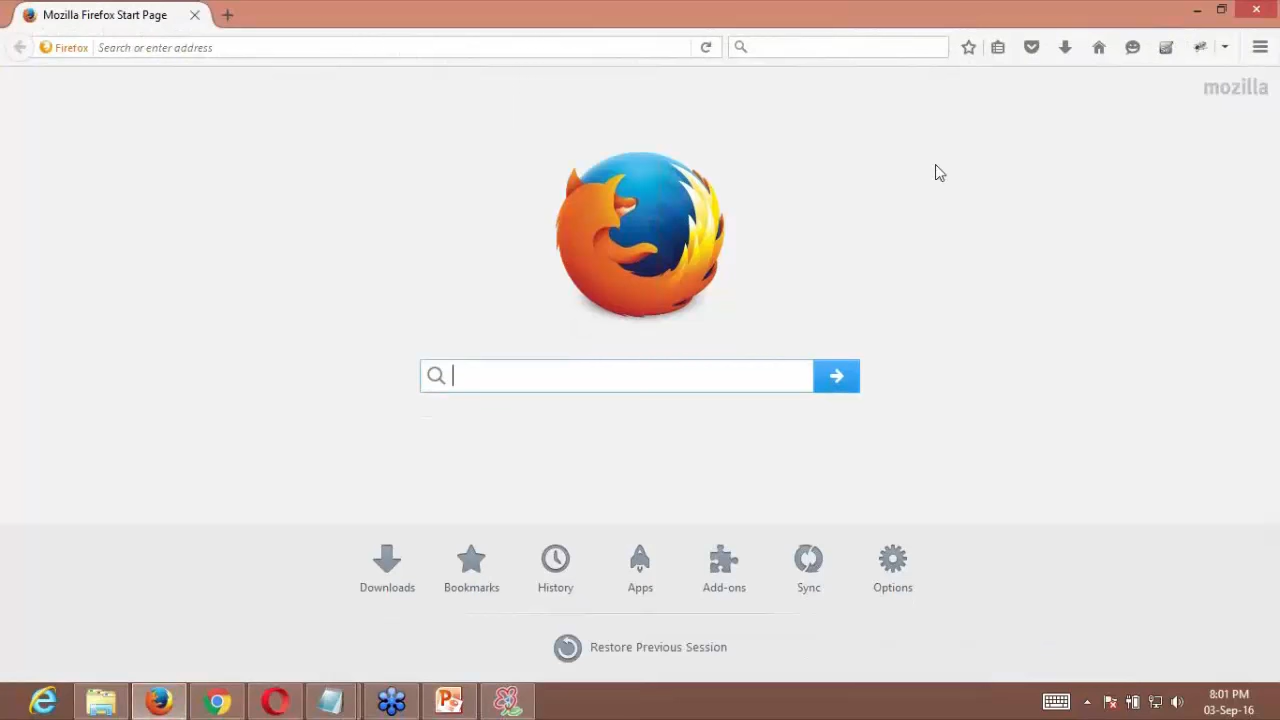 Mozilla Firefox Start Page
Firefox Search or enter address
mozilla
Downloads Bookmarks History Apps Add-ons Sync Options
Restore Previous Session
8:01 PM
03-Sep-16